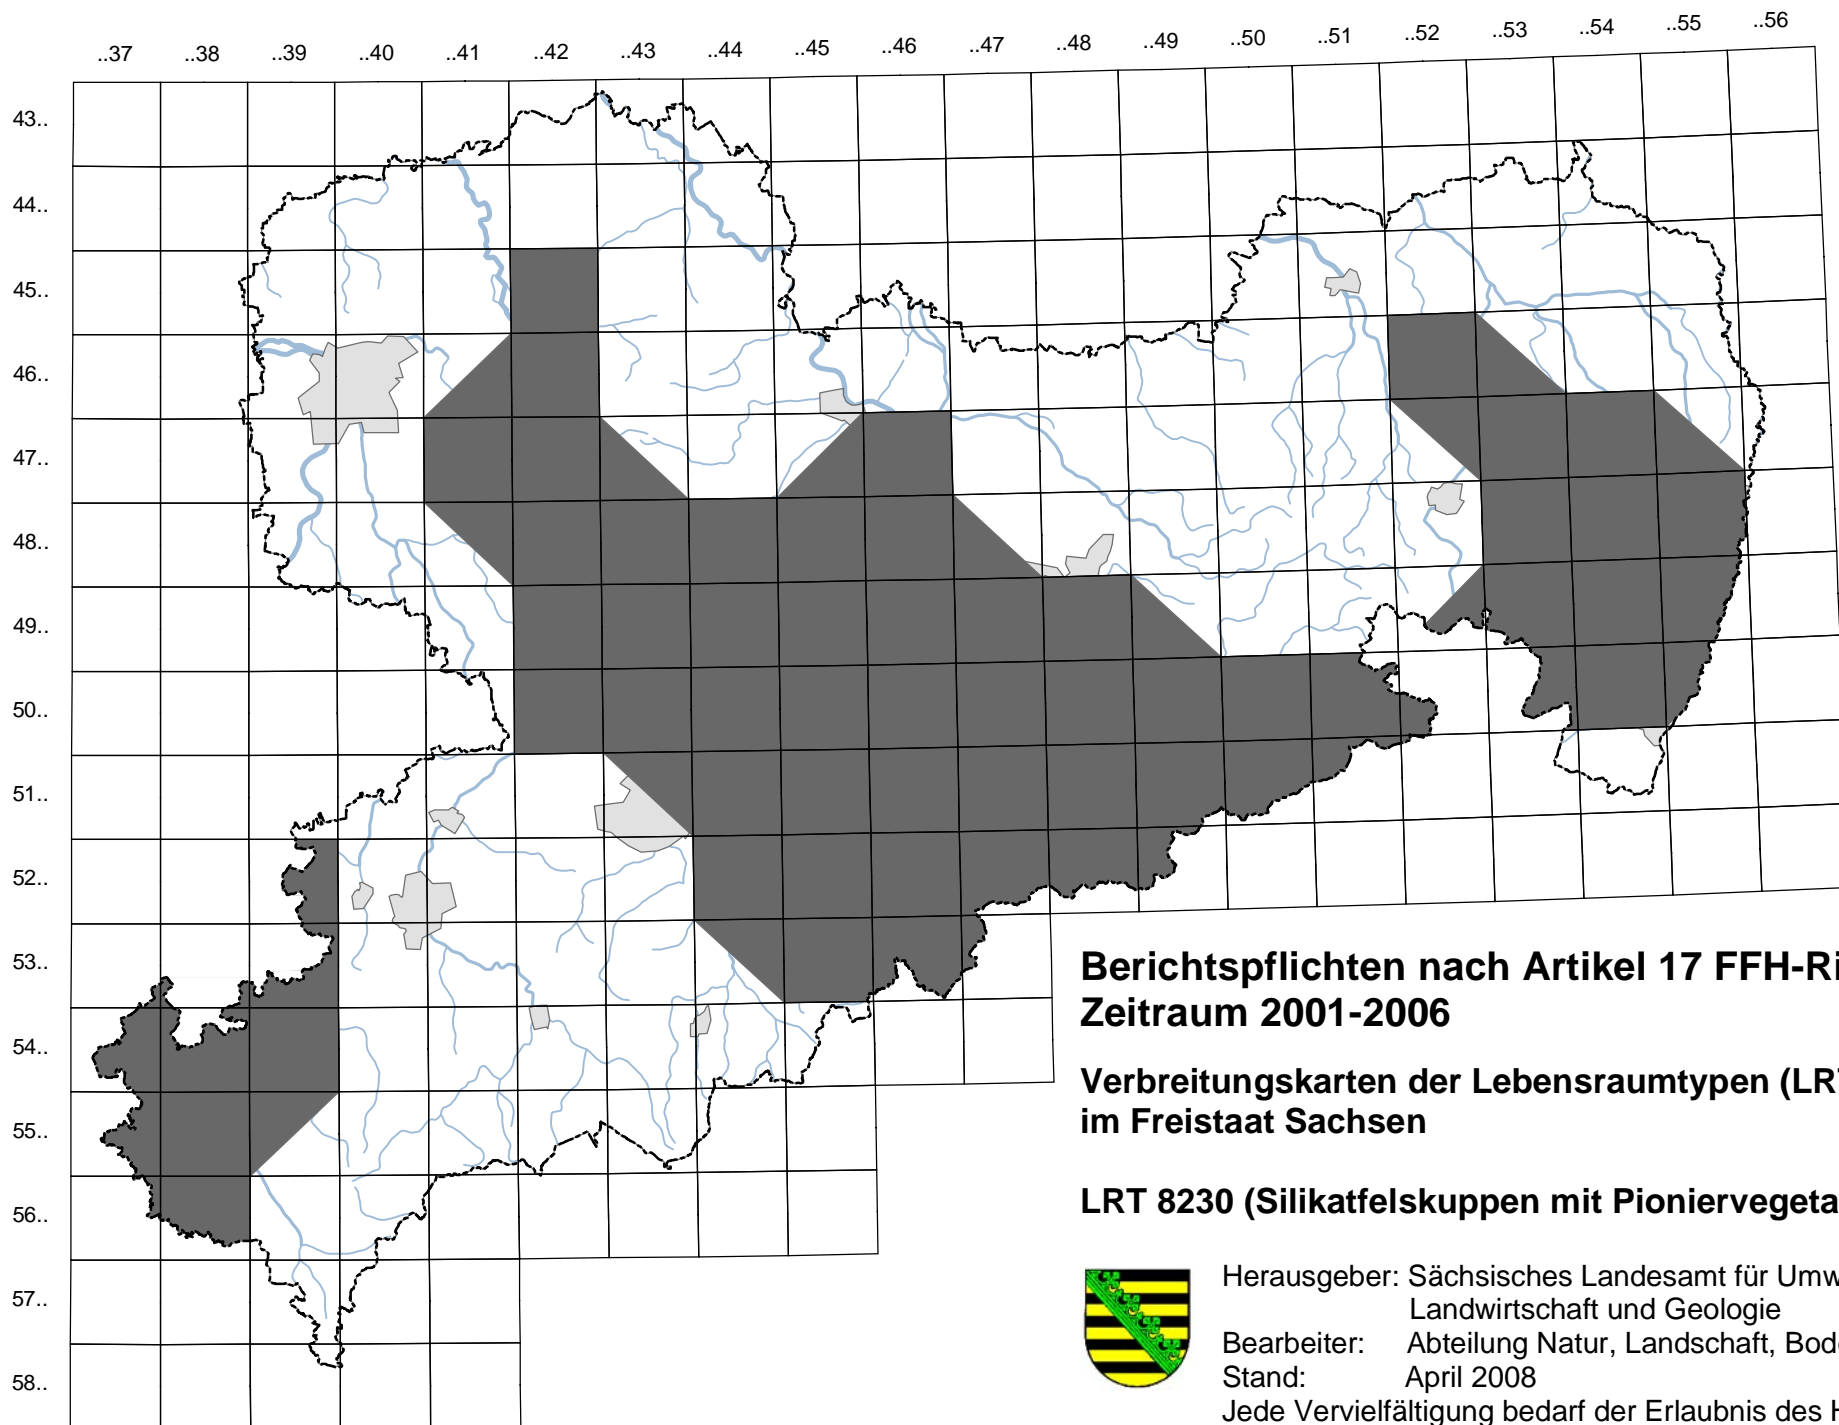 ..37 ..38 ..39 ..40 ..41 ..42 ..43 ..44 ..45 ..46 ..47 ..48 ..49 ..50 ..51 ..52 ..53 ..54 ..55 ..56
43..
44..
45..
46..
47..
48..
49..
50..
51..
52..
53..
54..
55..
56..
57..
58..
Berichtspflichten nach Artikel 17 FFH-Ri
Zeitraum 2001-2006
Verbreitungskarten der Lebensraumtypen (LRT
im Freistaat Sachsen
LRT 8230 (Silikatfelskuppen mit Pioniervegeta
Herausgeber: Sächsisches Landesamt für Umw
Landwirtschaft und Geologie
Bearbeiter: Abteilung Natur, Landschaft, Bod
Stand: April 2008
Jede Vervielfältigung bedarf der Erlaubnis des H